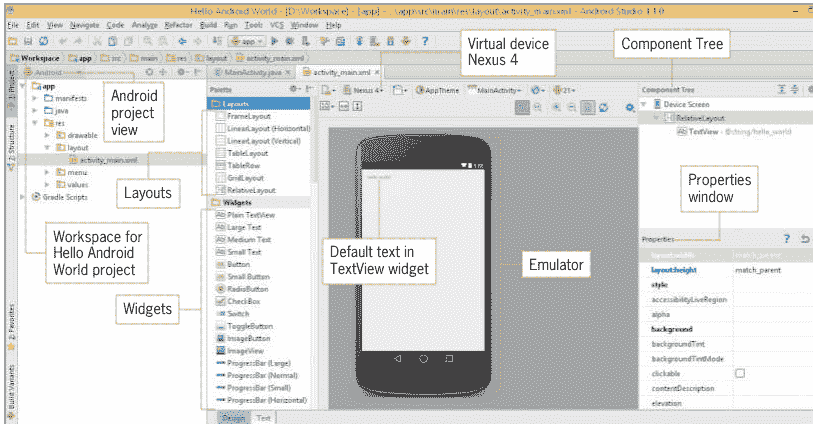 Hello Android World - [D:\Workspace] - [app] - ...\app\src\main\res\layout\activity_main.xml - Android Studio 1.1.0
File Edit View Navigate Code Analyze Refactor Build Run Tools VCS Window Help
app
Workspace app src main res layout activity_main.xml
Android
MainActivity.java
activity_main.xml
1: Project
2: Structure
2: Favorites
Build Variants
app
manifests
java
res
drawable
layout
activity_main.xml
menu
values
Gradle Scripts
Android
project
view
Layouts
Workspace for
Hello Android
World project
Widgets
Palette
Layouts
FrameLayout
LinearLayout (Horizontal)
LinearLayout (Vertical)
TableLayout
TableRow
GridLayout
RelativeLayout
Widgets
Plain TextView
Large Text
Medium Text
Small Text
Button
Small Button
RadioButton
CheckBox
Switch
ToggleButton
ImageButton
ImageView
ProgressBar (Large)
ProgressBar (Normal)
ProgressBar (Small)
ProgressBar (Horizontal)
Design Text
Nexus 4 AppTheme MainActivity 21
Virtual device
Nexus 4
Default text in
TextView widget
Emulator
Component Tree
Component Tree
Device Screen
RelativeLayout
TextView - @string/hello_world
Properties
window
Properties
layout:width match_parent
layout:height match_parent
style
accessibilityLiveRegion
alpha
background
backgroundTint
backgroundTintMode
clickable
contentDescription
elevation